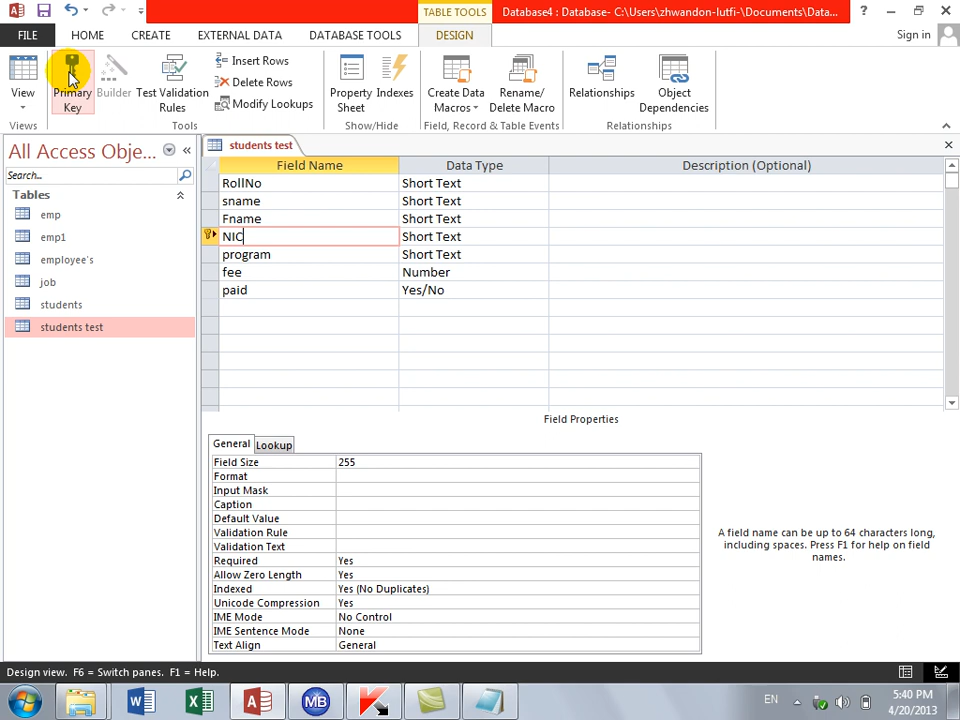 TABLE TOOLS
Database4 : Database- C:\Users\zhwandon-lutfi-\Documents\Data...
FILE
HOME
CREATE
EXTERNAL DATA
DATABASE TOOLS
DESIGN
Sign in
View
Primary Key
Builder
Test Validation Rules
Insert Rows
Delete Rows
Modify Lookups
Property Sheet
Indexes
Create Data Macros
Rename/ Delete Macro
Relationships
Object Dependencies
Views
Tools
Show/Hide
Field, Record & Table Events
Relationships
All Access Obje...
Search...
Tables
emp
emp1
employee's
job
students
students test
students test
Field Name Data Type Description (Optional)
RollNo Short Text
sname Short Text
Fname Short Text
NIC Short Text
program Short Text
fee Number
paid Yes/No
Field Properties
General Lookup
Field Size 255
Format
Input Mask
Caption
Default Value
Validation Rule
Validation Text
Required Yes
Allow Zero Length Yes
Indexed Yes (No Duplicates)
Unicode Compression Yes
IME Mode No Control
IME Sentence Mode None
Text Align General
A field name can be up to 64 characters long,
including spaces. Press F1 for help on field
names.
Design view. F6 = Switch panes. F1 = Help.
MB
EN
5:40 PM
4/20/2013